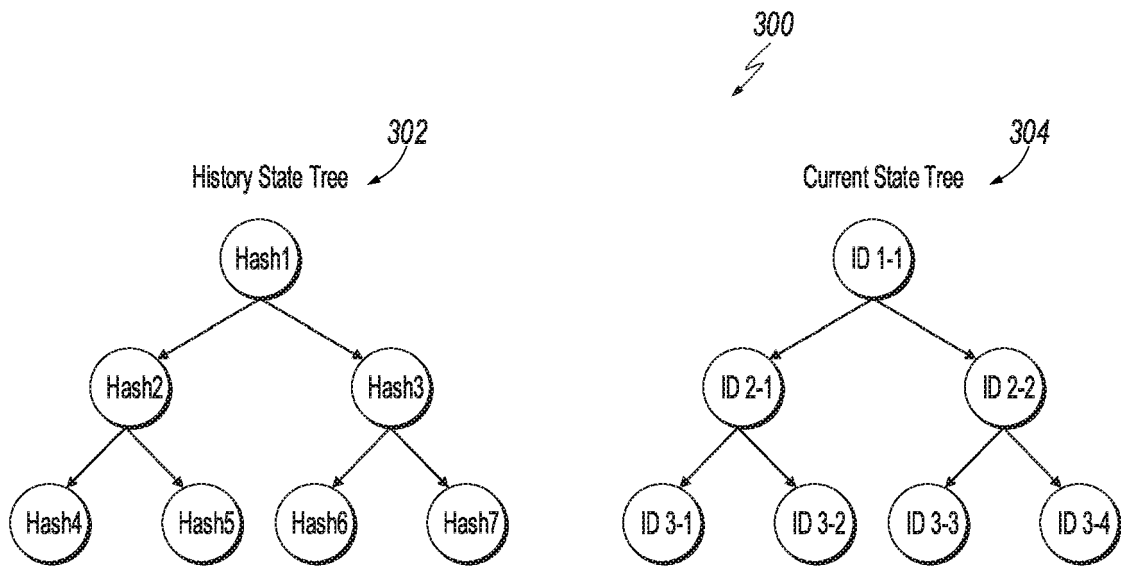 300
302
304
History State Tree
Current State Tree
Hash1
ID 1-1
Hash2
Hash3
ID 2-1
ID 2-2
Hash4
Hash5
Hash6
Hash7
ID 3-1
ID 3-2
ID 3-3
ID 3-4